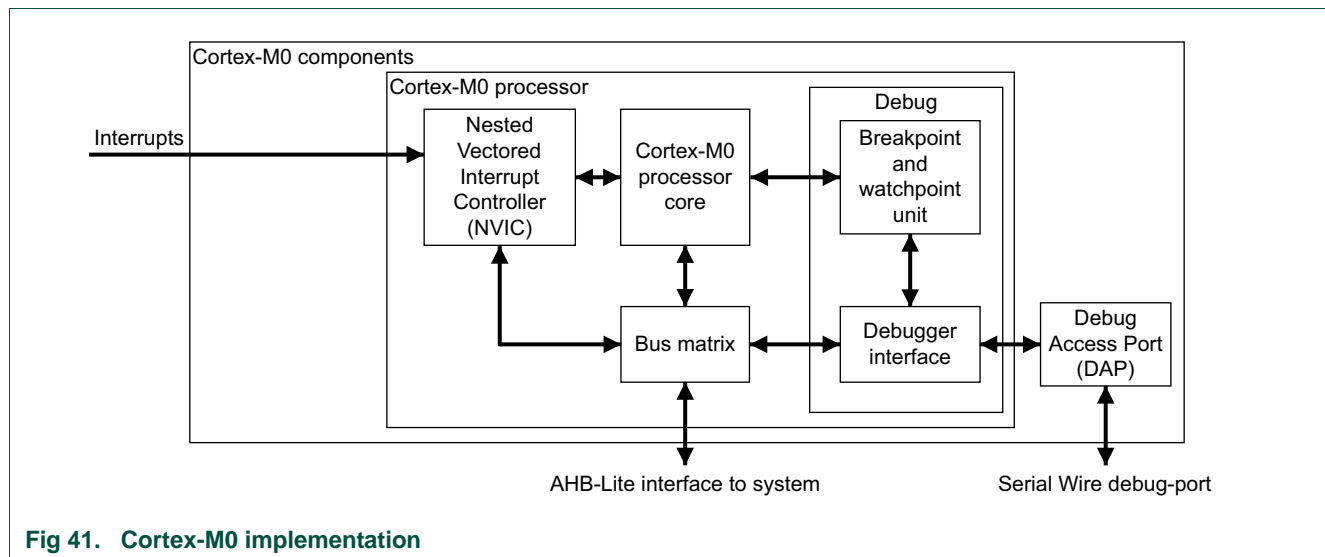 Cortex-M0 components
Cortex-M0 processor
Debug
Interrupts
Nested
Vectored
Interrupt
Controller
(NVIC)
Cortex-M0
processor
core
Breakpoint
and
watchpoint
unit
Bus matrix
Debugger
interface
Debug
Access Port
(DAP)
AHB-Lite interface to system
Serial Wire debug-port
Fig 41. Cortex-M0 implementation